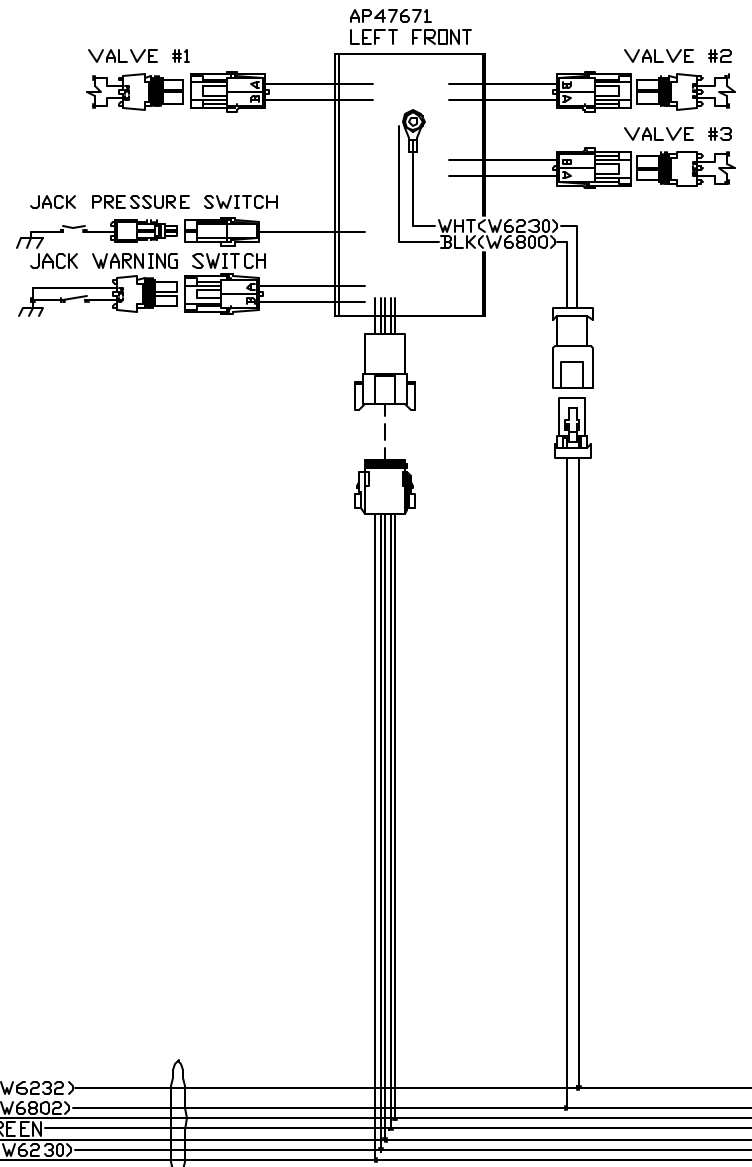 AP47671
LEFT FRONT
VALVE #1
VALVE #2
A
B
B
A
VALVE #3
B
A
JACK PRESSURE SWITCH
WHT(W6230)
BLK(W6800)
JACK WARNING SWITCH
A
B
W6232)
W6802)
REEN
W6230)